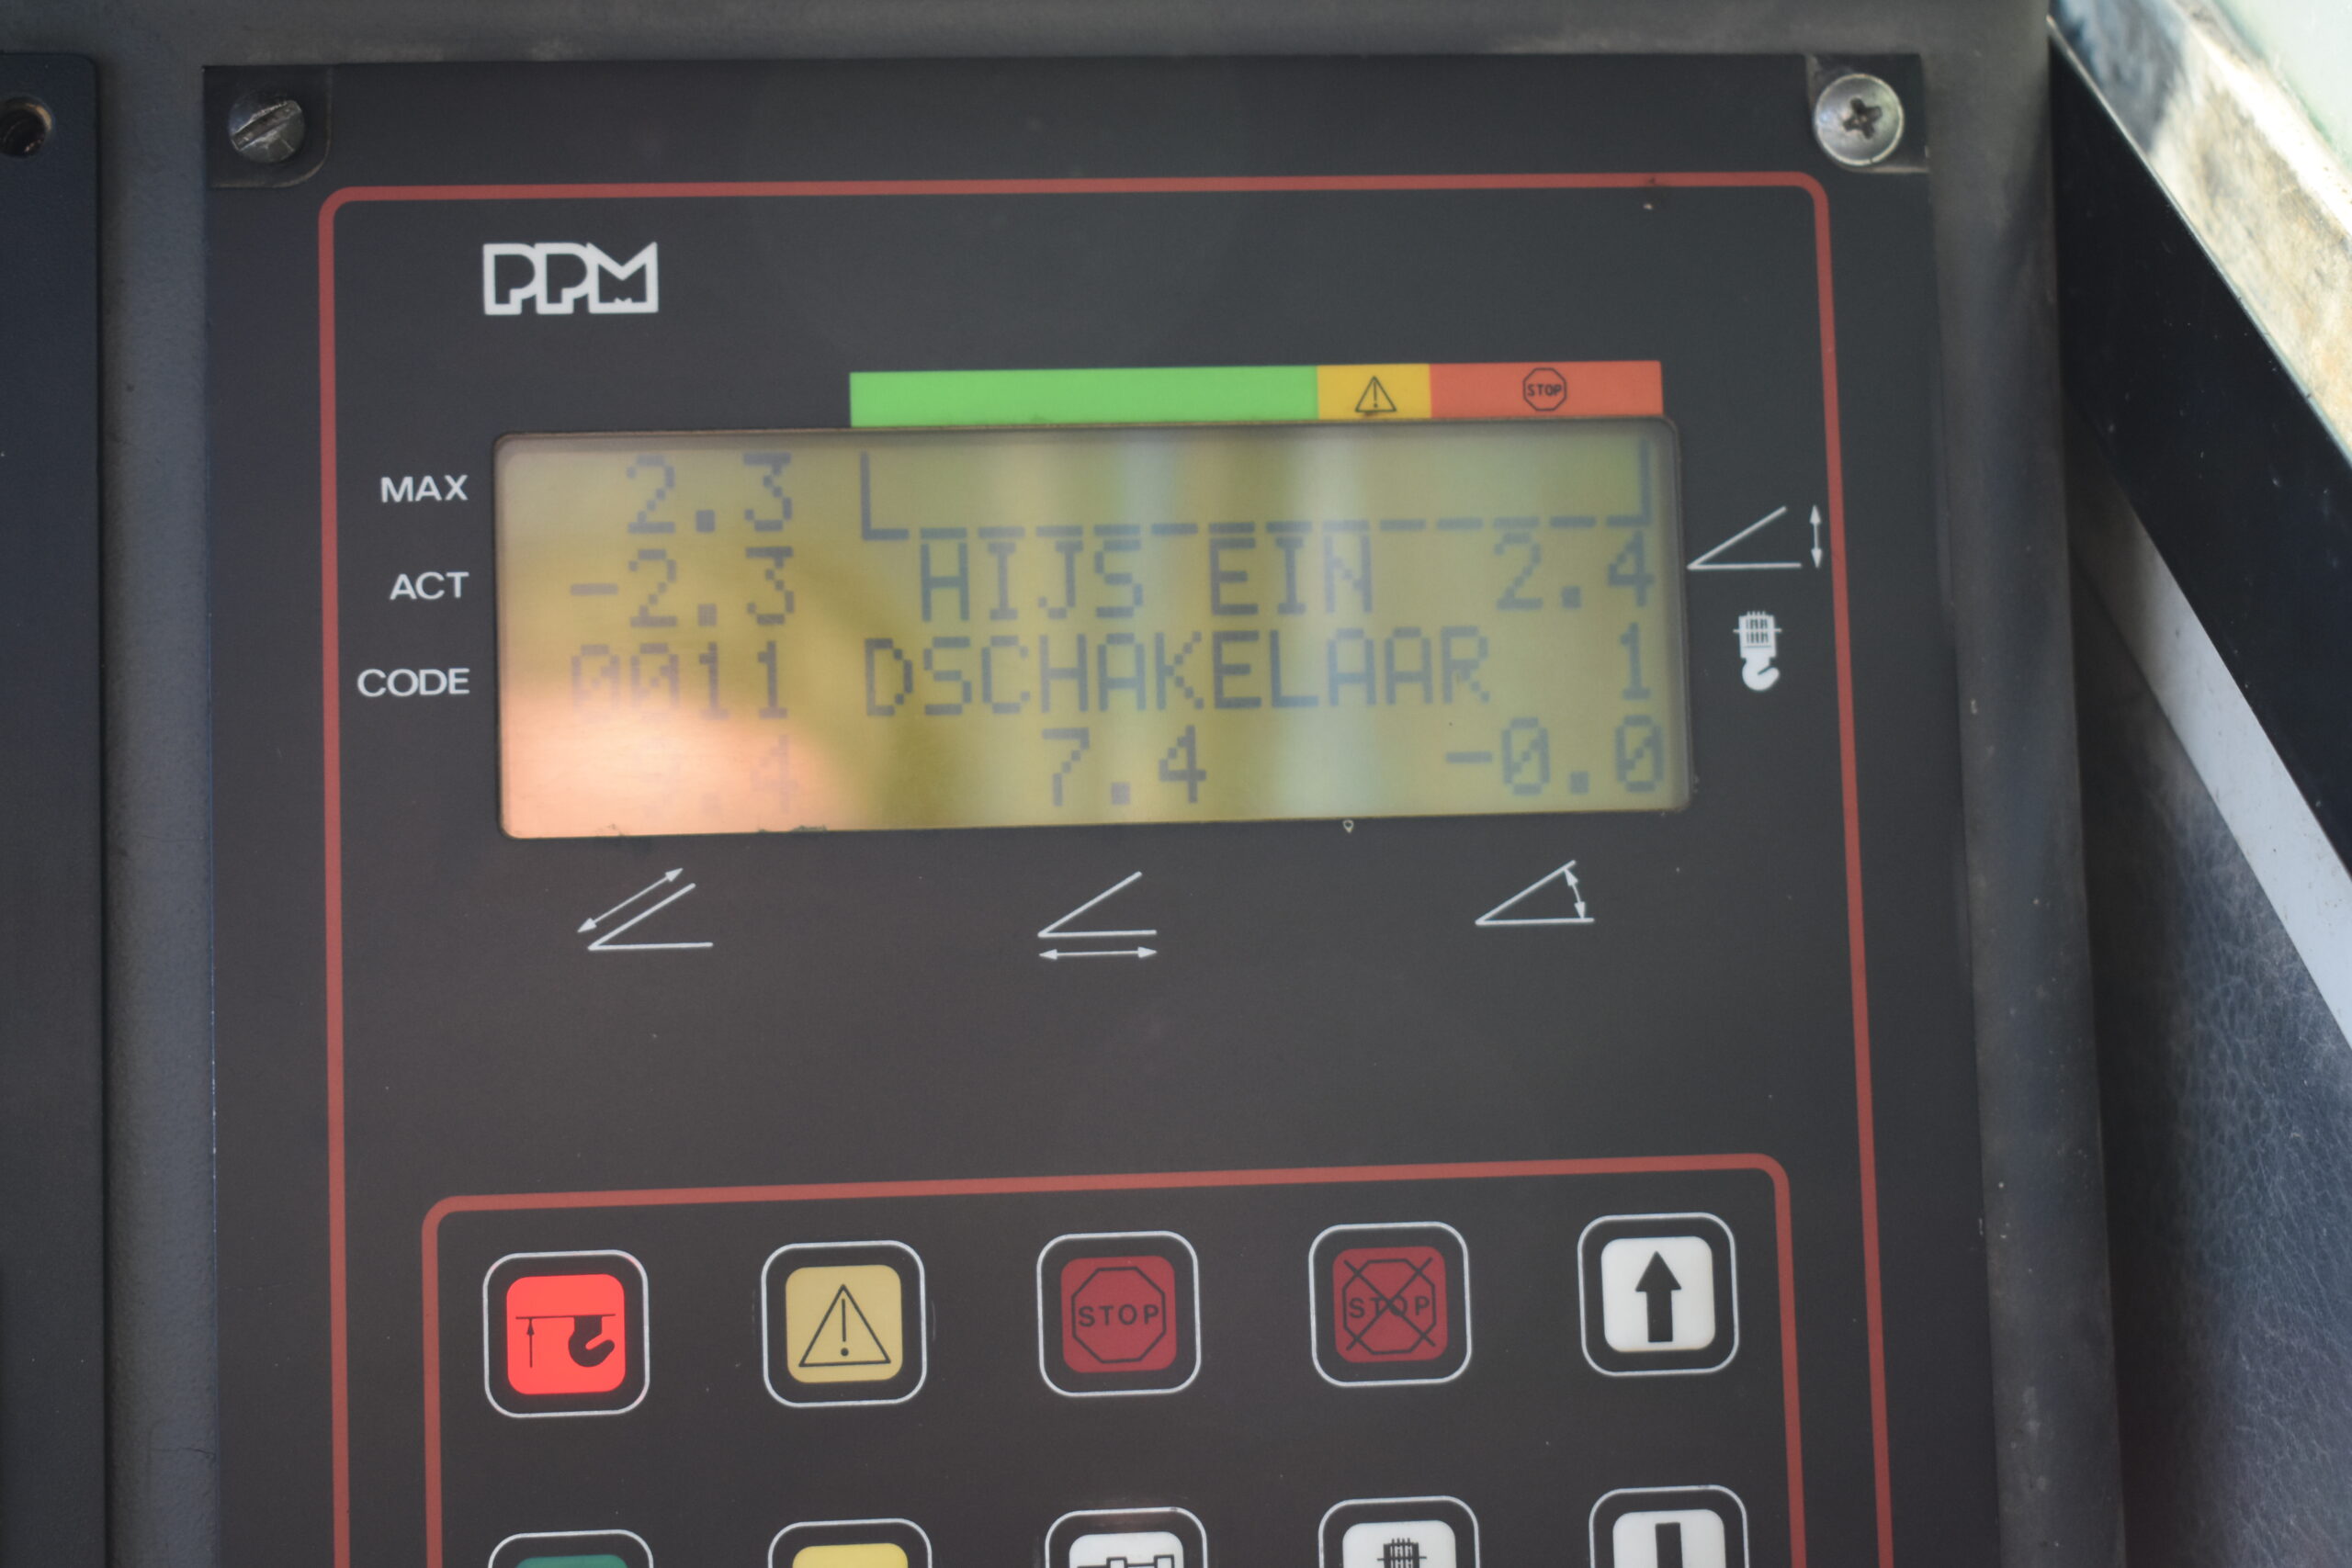 PPM
STOP
MAX 2.3
ACT -2.3 HIJS EIN 2.4
CODE 0011 DSCHAKELAAR 1
7.4 -0.0
STOP STOP